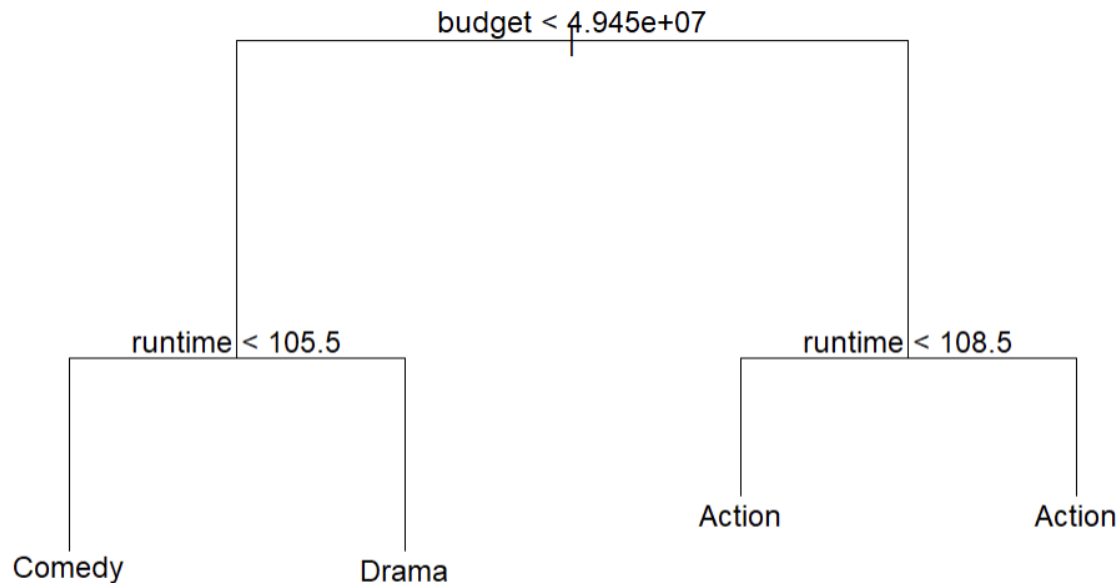 budget < 4.945e+07
runtime < 105.5
runtime < 108.5
Action
Action
Comedy
Drama